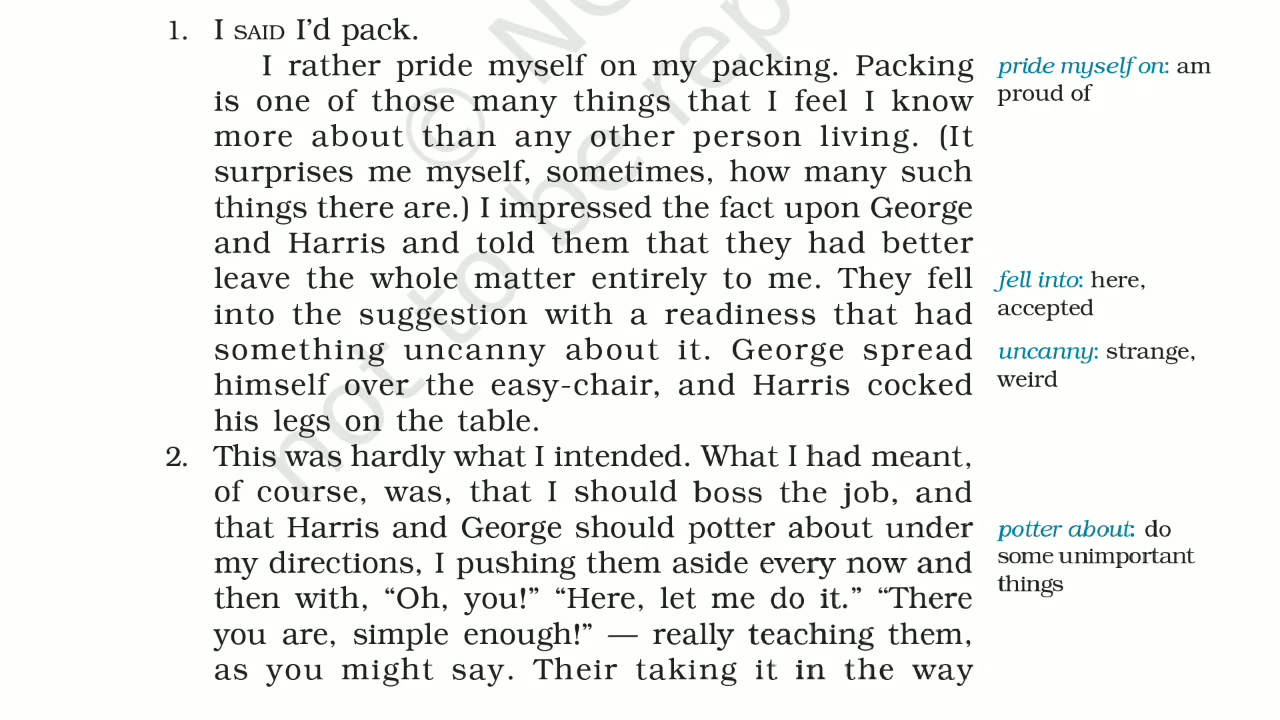 1. I SAID I'd pack.
I rather pride myself on my packing. Packing
is one of those many things that I feel I know
more about than any other person living. (It
surprises me myself, sometimes, how many such
things there are.) I impressed the fact upon George
and Harris and told them that they had better
leave the whole matter entirely to me. They fell
into the suggestion with a readiness that had
something uncanny about it. George spread
himself over the easy-chair, and Harris cocked
his legs on the table.
2. This was hardly what I intended. What I had meant,
of course, was, that I should boss the job, and
that Harris and George should potter about under
my directions, I pushing them aside every now and
then with, “Oh, you!” “Here, let me do it.” “There
you are, simple enough!” — really teaching them,
as you might say. Their taking it in the way
pride myself on: am
proud of
fell into: here,
accepted
uncanny: strange,
weird
potter about: do
some unimportant
things
© No
not to be rep